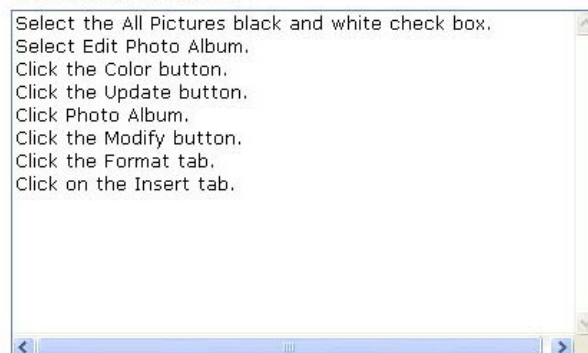 Select the All Pictures black and white check box.
Select Edit Photo Album.
Click the Color button.
Click the Update button.
Click Photo Album.
Click the Modify button.
Click the Format tab.
Click on the Insert tab.